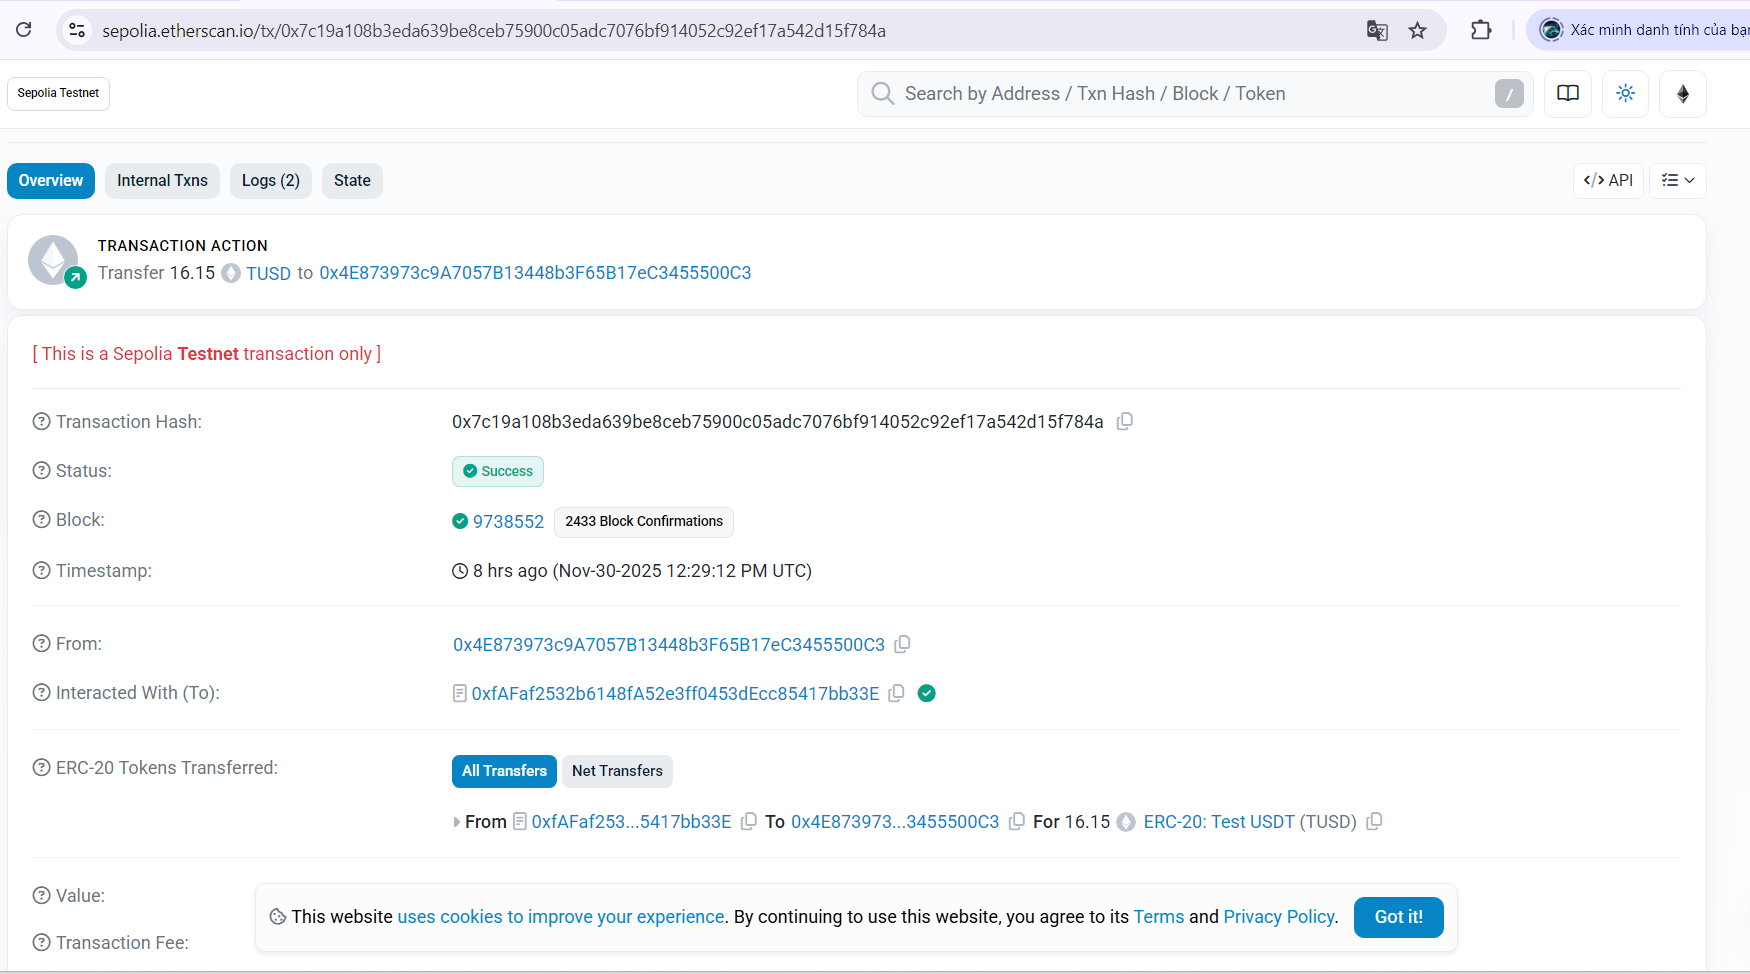 sepolia.etherscan.io/tx/0x7c19a108b3eda639be8ceb75900c05adc7076bf914052c92ef17a542d15f784a
Xác minh danh tính của bạn
Sepolia Testnet
Search by Address / Txn Hash / Block / Token
/
Overview
Internal Txns
Logs (2)
State
</> API
TRANSACTION ACTION
Transfer 16.15 TUSD to 0x4E873973c9A7057B13448b3F65B17eC3455500C3
[ This is a Sepolia Testnet transaction only ]
Transaction Hash:
0x7c19a108b3eda639be8ceb75900c05adc7076bf914052c92ef17a542d15f784a
Status:
Success
Block:
9738552
2433 Block Confirmations
Timestamp:
8 hrs ago (Nov-30-2025 12:29:12 PM UTC)
From:
0x4E873973c9A7057B13448b3F65B17eC3455500C3
Interacted With (To):
0xfAFaf2532b6148fA52e3ff0453dEcc85417bb33E
ERC-20 Tokens Transferred:
All Transfers
Net Transfers
From 0xfAFaf253...5417bb33E To 0x4E873973...3455500C3 For 16.15 ERC-20: Test USDT (TUSD)
Value:
Transaction Fee:
This website uses cookies to improve your experience. By continuing to use this website, you agree to its Terms and Privacy Policy.
Got it!